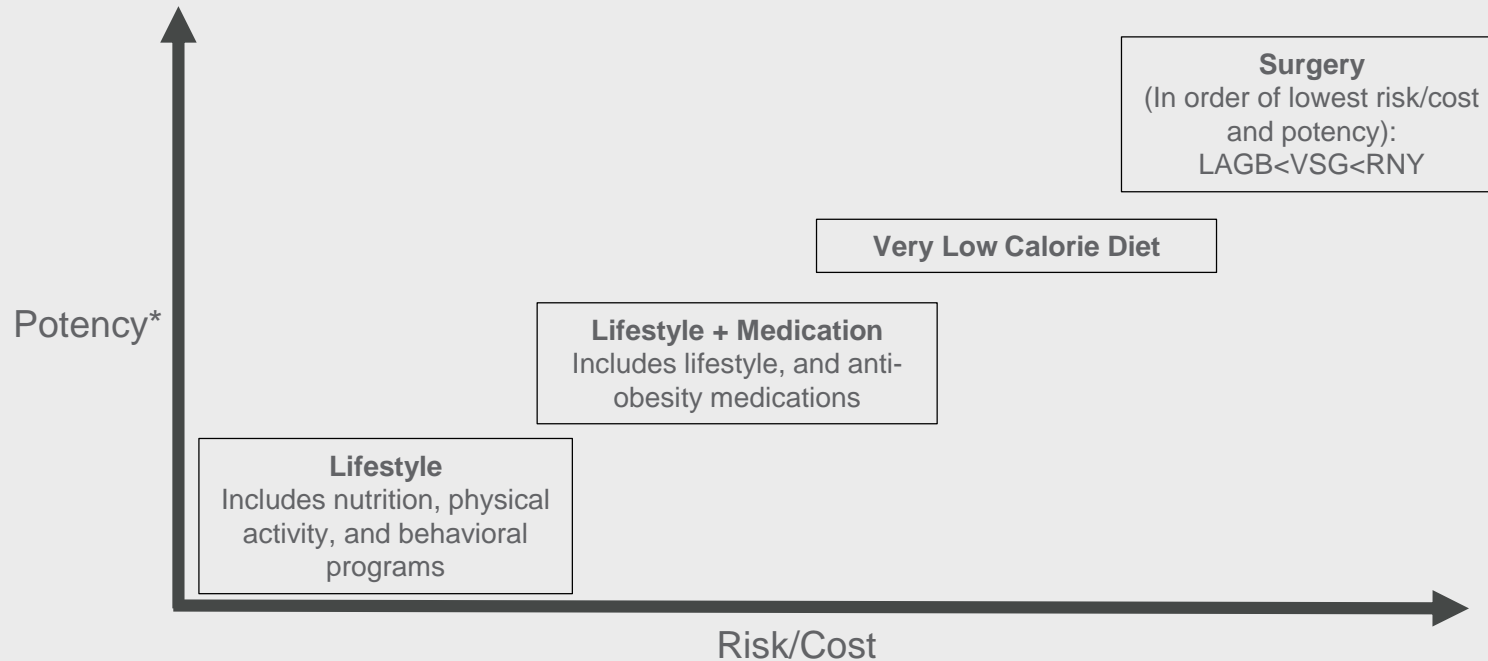 Surgery
(In order of lowest risk/cost
and potency):
LAGB<VSG<RNY
Very Low Calorie Diet
Potency*
Lifestyle + Medication
Includes lifestyle, and anti-
obesity medications
Lifestyle
Includes nutrition, physical
activity, and behavioral
programs
Risk/Cost